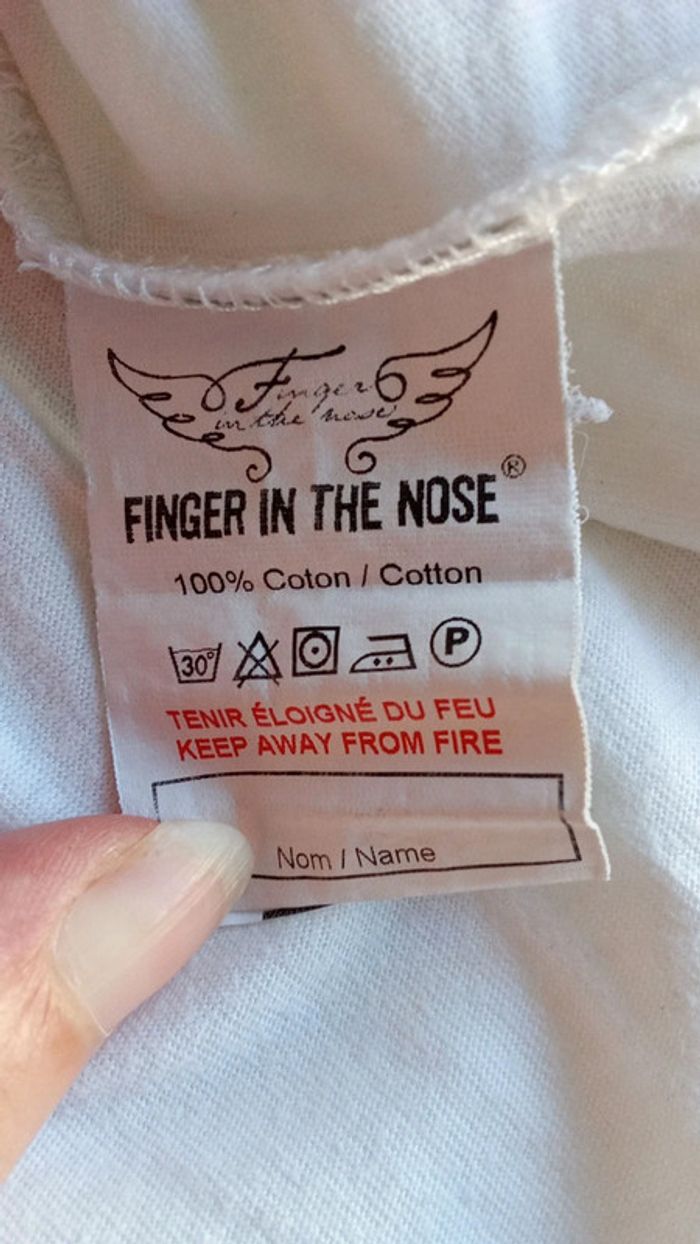 Finger
in the nose
FINGER IN THE NOSE®
100% Coton / Cotton
30° P
TENIR ÉLOIGNÉ DU FEU
KEEP AWAY FROM FIRE
Nom / Name